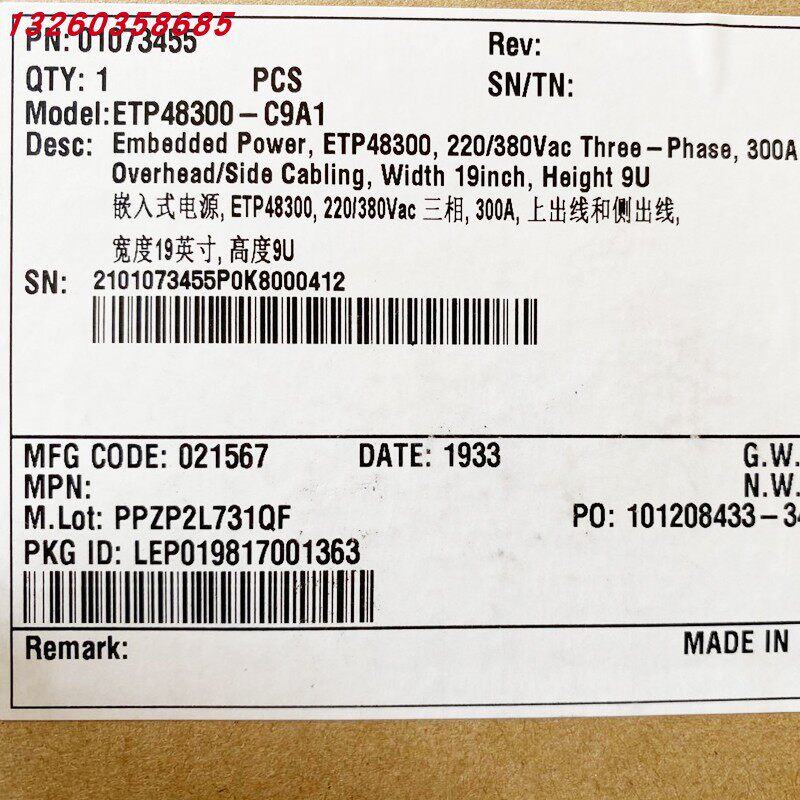 13260358685
PN: 01073455
Rev:
QTY: 1 PCS
SN/TN:
Model:ETP48300-C9A1
Desc: Embedded Power, ETP48300, 220/380Vac Three-Phase, 300A
Overhead/Side Cabling, Width 19inch, Height 9U
嵌入式电源, ETP48300, 220/380Vac 三相, 300A, 上出线和侧出线,
宽度19英寸, 高度9U
SN: 2101073455P0K8000412
MFG CODE: 021567 DATE: 1933 G.W.
MPN: N.W.
M.Lot: PPZP2L731QF PO: 101208433-34
PKG ID: LEP019817001363
Remark: MADE IN